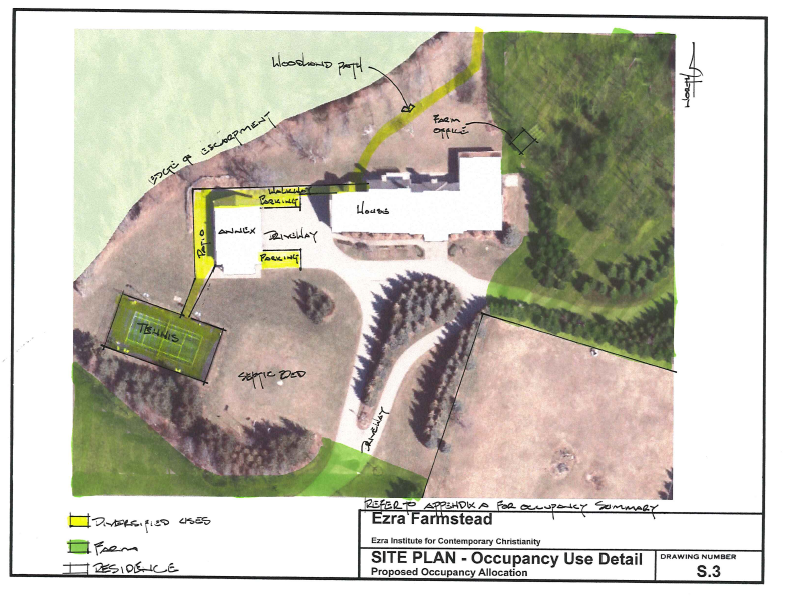 WOODLAND PATH
NORTH
FARM
OFFICE
EDGE OF ESCARPMENT
WALKWAY
PARKING
HOUSE
PATIO
ANNEX
DRIVEWAY
PARKING
TENNIS
SEPTIC BED
DRIVEWAY
REFER TO APPENDIX A FOR OCCUPANCY SUMMARY
DIVERSIFIED USES
FARM
RESIDENCE
Ezra Farmstead
Ezra Institute for Contemporary Christianity
SITE PLAN - Occupancy Use Detail
Proposed Occupancy Allocation
DRAWING NUMBER
S.3